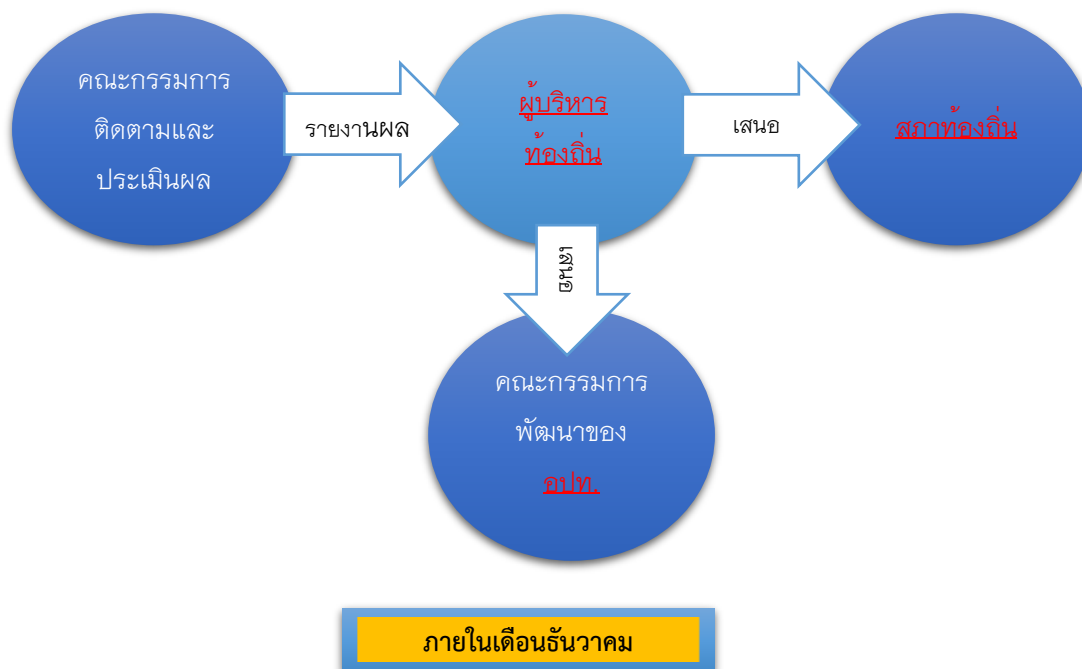 คณะกรรมการ
ติดตามและ
ประเมินผล
รายงานผล
ผู้บริหาร
ท้องถิ่น
เสนอ
สภาท้องถิ่น
เสนอ
คณะกรรมการ
พัฒนาของ
อปท.
ภายในเดือนธันวาคม